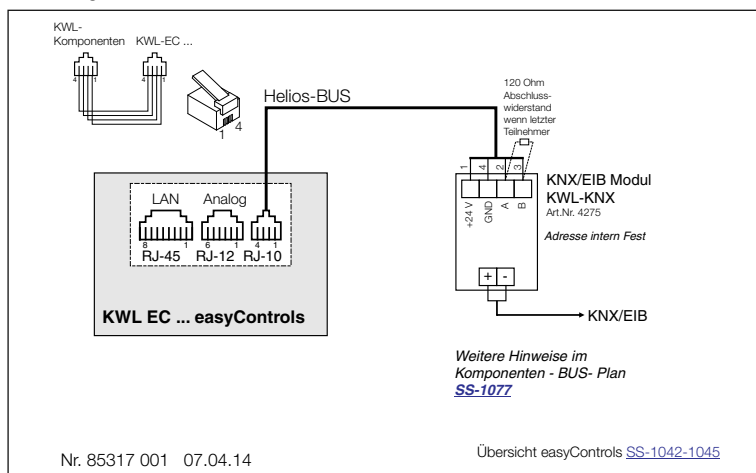 KWL-
Komponenten KWL-EC ...
4 1 4 1
1 4
Helios-BUS
120 Ohm
Abschluss-
widerstand
wenn letzter
Teilnehmer
1 4 2 3
+24 V GND A B
KNX/EIB Modul
KWL-KNX
Art.Nr. 4275
Adresse intern Fest
+ -
KNX/EIB
LAN Analog
8 1 6 1 4 1
RJ-45 RJ-12 RJ-10
KWL EC ... easyControls
Weitere Hinweise im
Komponenten - BUS- Plan
SS-1077
Nr. 85317 001 07.04.14
Übersicht easyControls SS-1042-1045